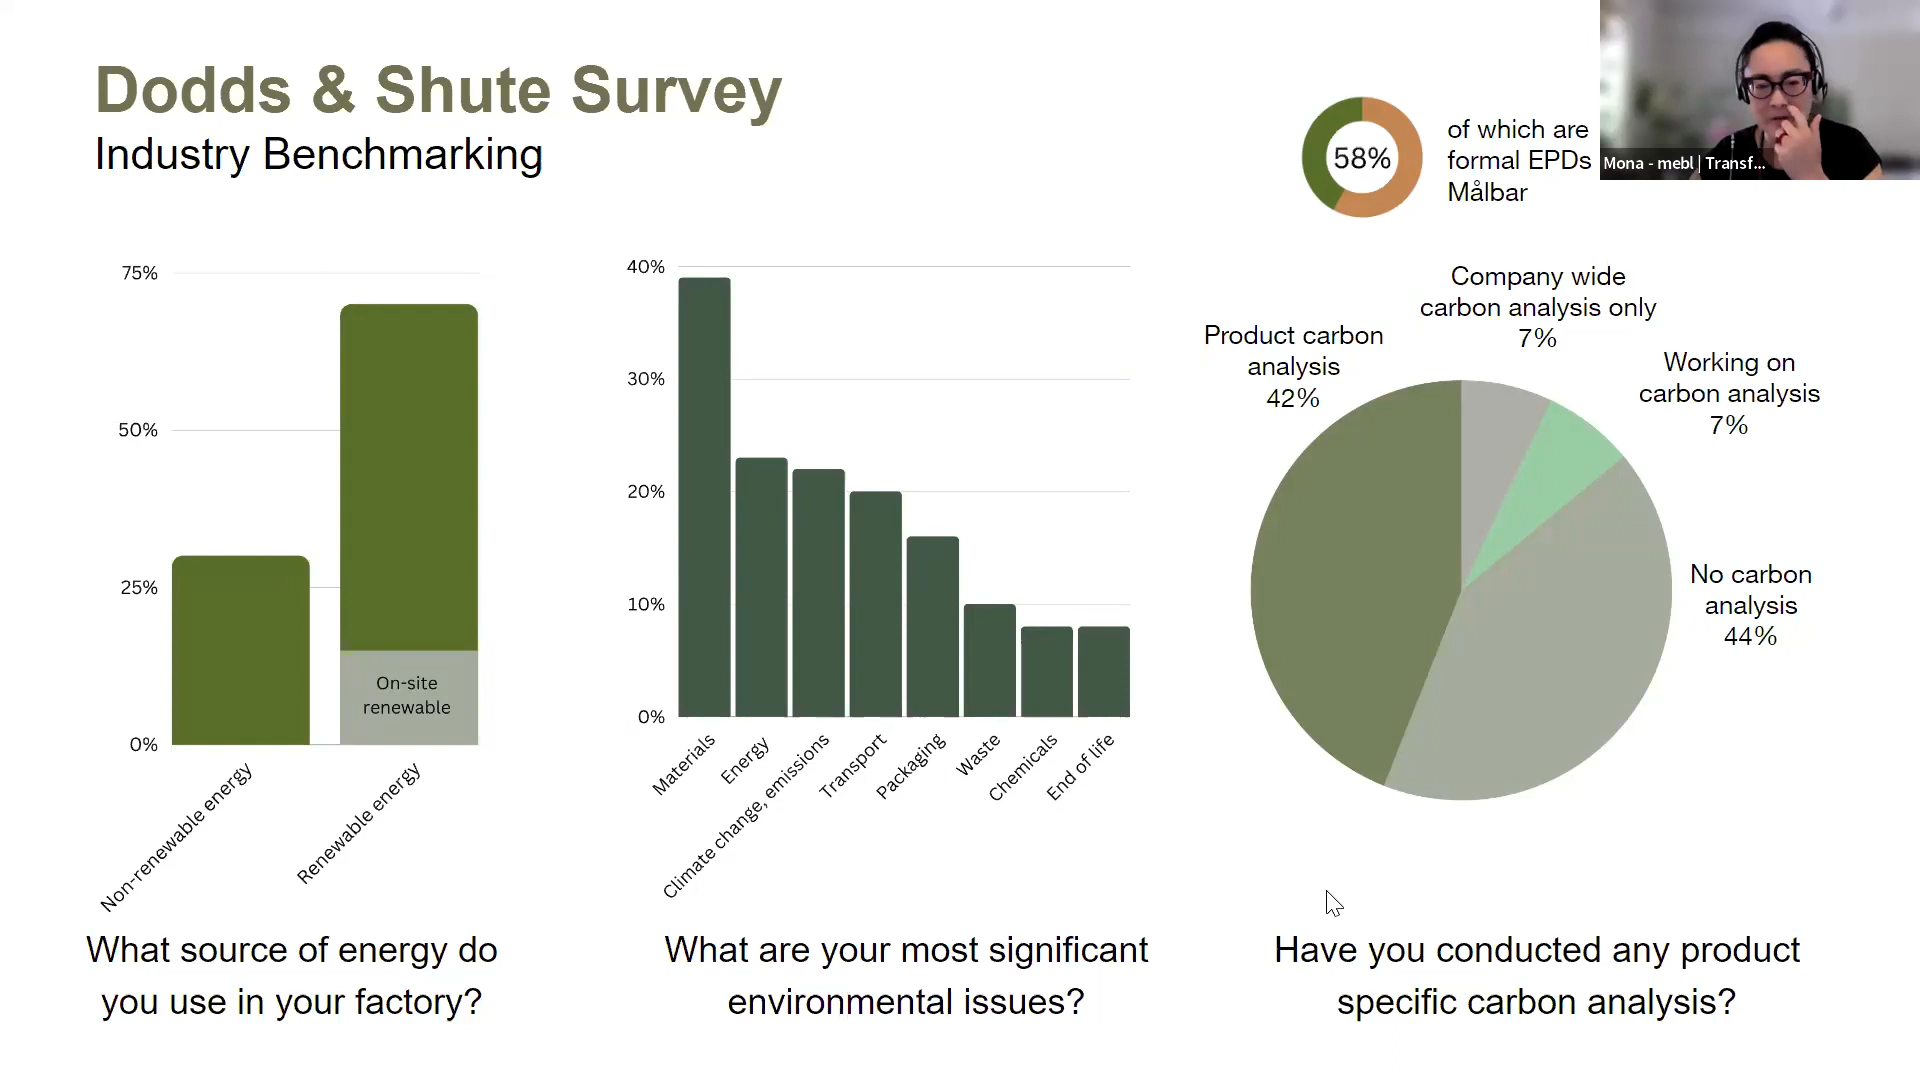 Dodds & Shute Survey
Industry Benchmarking
58%
of which are
formal EPDs
Målbar
Mona - mebl | Transf...
75%
50%
25%
0%
On-site
renewable
Non-renewable energy
Renewable energy
What source of energy do
you use in your factory?
40%
30%
20%
10%
0%
Materials
Energy
Climate change, emissions
Transport
Packaging
Waste
Chemicals
End of life
What are your most significant
environmental issues?
Company wide
carbon analysis only
7%
Product carbon
analysis
42%
Working on
carbon analysis
7%
No carbon
analysis
44%
Have you conducted any product
specific carbon analysis?